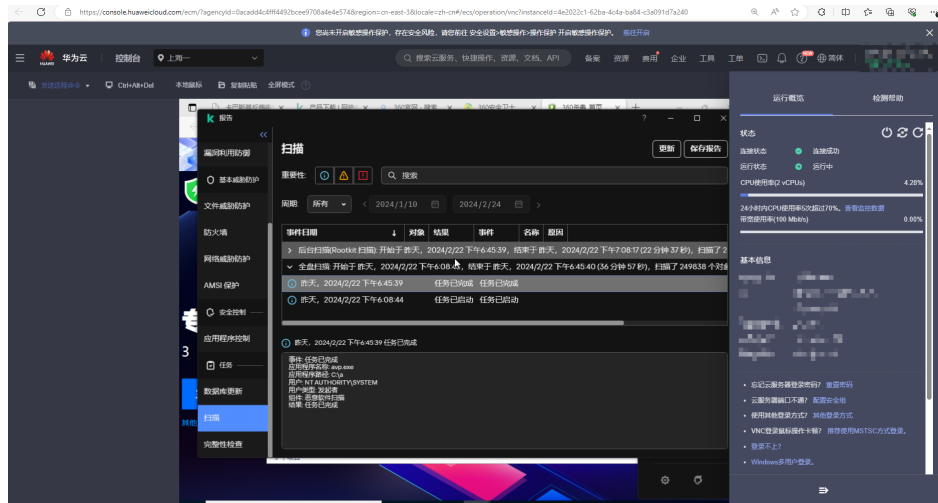 https://console.huaweicloud.com/ecm/?agencyId=0acadd4c4fff4492bcee9708a4e4e574&region=cn-east-3&locale=zh-cn#/ecs/operation/vnc?instanceId=4e2022c1-62ba-4c4a-ba84-c3a091d7a240
您尚未开启敏感操作保护，存在安全风险。请您前往 安全设置>敏感操作>操作保护 开启敏感操作保护。 前往开启
HUAWEI 华为云 控制台 上海一 搜索云服务、快捷操作、资源、文档、API 备案 资源 费用 企业 工具 工单 简体
发送远程命令 Ctrl+Alt+Del 本地鼠标 复制粘贴 全屏模式
运行概览 检测帮助
360官网 - 搜索 360安全卫士
报告
漏洞利用防御
基本威胁防护
文件威胁防护
防火墙
网络威胁防护
AMSI 保护
安全控制
应用程序控制
任务
数据库更新
扫描
完整性检查
扫描 更新 保存报告
重要性: 搜索
周期: 所有 2024/1/10 2024/2/24
事件日期 对象 结果 事件 名称 原因
后台扫描(Rootkit 扫描): 开始于 昨天，2024/2/22 下午6:45:39，结束于 昨天，2024/2/22 下午7:08:17 (22 分钟 37 秒)，扫描了 2
全盘扫描: 开始于 昨天，2024/2/22 下午6:08:43，结束于 昨天，2024/2/22 下午6:45:40 (36 分钟 57 秒)，扫描了 249838 个对象
昨天，2024/2/22 下午6:45:39 任务已完成 任务已完成
昨天，2024/2/22 下午6:08:44 任务已启动 任务已启动
昨天，2024/2/22 下午6:45:39 任务已完成
事件: 任务已完成
应用程序名称: avp.exe
应用程序路径: C:\a
用户: NT AUTHORITY\SYSTEM
用户类型: 发起者
组件: 恶意软件扫描
结果: 任务已完成
状态
连接状态 连接成功
运行状态 运行中
CPU使用率(2 vCPUs) 4.28%
24小时内CPU使用率5次超过70%。查看监控数据
带宽使用率(100 Mbit/s) 0.00%
基本信息
忘记云服务器登录密码？ 重置密码
云服务器端口不通？ 配置安全组
使用其他登录方式？ 其他登录方式
VNC登录鼠标操作卡顿？ 推荐使用MSTSC方式登录。
登录不上?
Windows多用户登录。